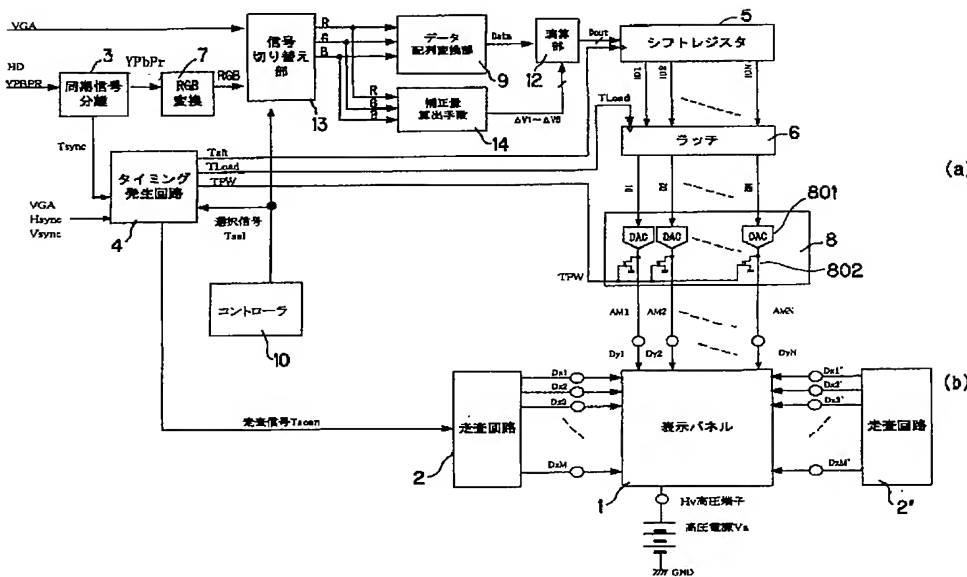 VGA
HD
YPBPR
3
同期信号
分離
YPbPr
7
RGB
変換
RGB
信号
切り替え
部
13
R
G
B
データ
配列変換部
9
Data
演算
部
12
Dout
5
シフトレジスタ
R
G
B
補正量
算出手段
14
TLoad
ラッチ
6
Tsync
Tsft
TLoad
TPW
タイミング
発生回路
4
VGA
Hsync
Vsync
選択信号
コントローラ
10
DAC
DAC
DAC
801
8
802
TPW
(a)
AM1
AM2
AMN
Dy1
Dy2
DyN
(b)
走査信号Tscan
走査回路
2
Dx1
Dx2
Dx3
DxM
表示パネル
1
Dx1'
Dx2'
Dx3'
DxM'
走査回路
2'
Hv高圧端子
高圧電源Va
GND